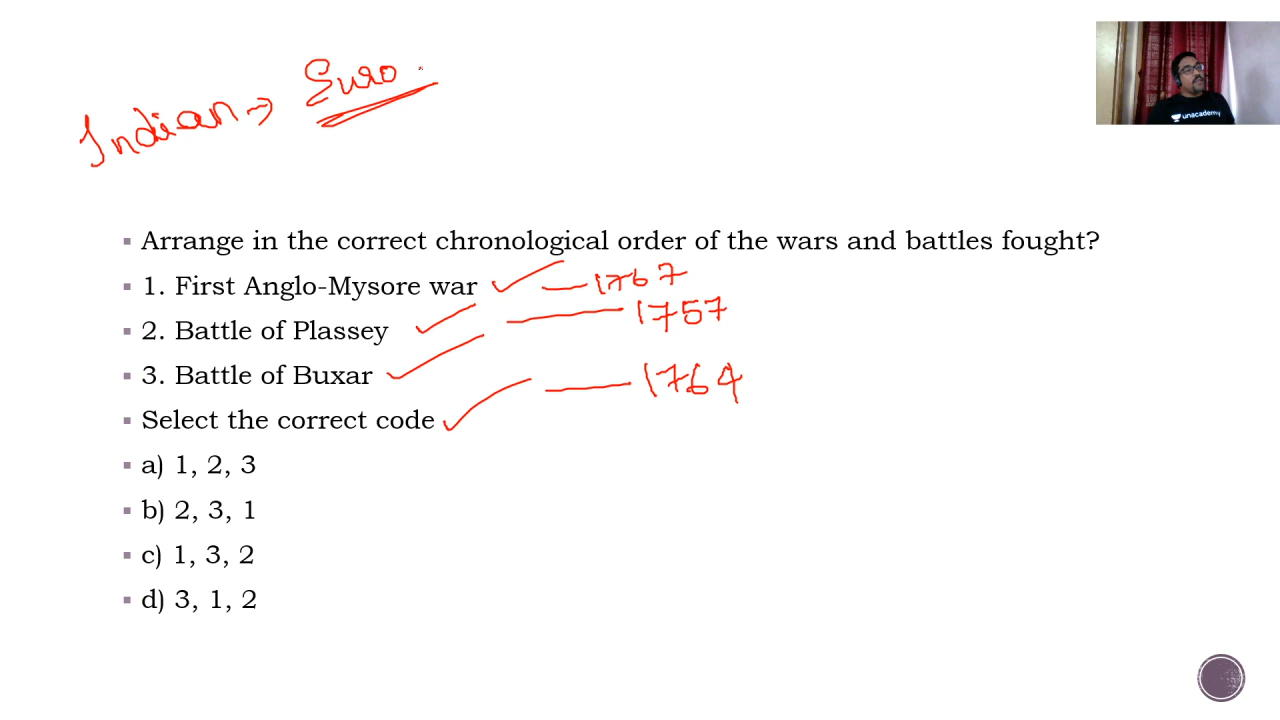 Indian → Euro
unacademy
▪ Arrange in the correct chronological order of the wars and battles fought?
▪ 1. First Anglo-Mysore war ✓ — 1767
▪ 2. Battle of Plassey ✓ — 1757
▪ 3. Battle of Buxar ✓ — 1764
▪ Select the correct code ✓
▪ a) 1, 2, 3
▪ b) 2, 3, 1
▪ c) 1, 3, 2
▪ d) 3, 1, 2